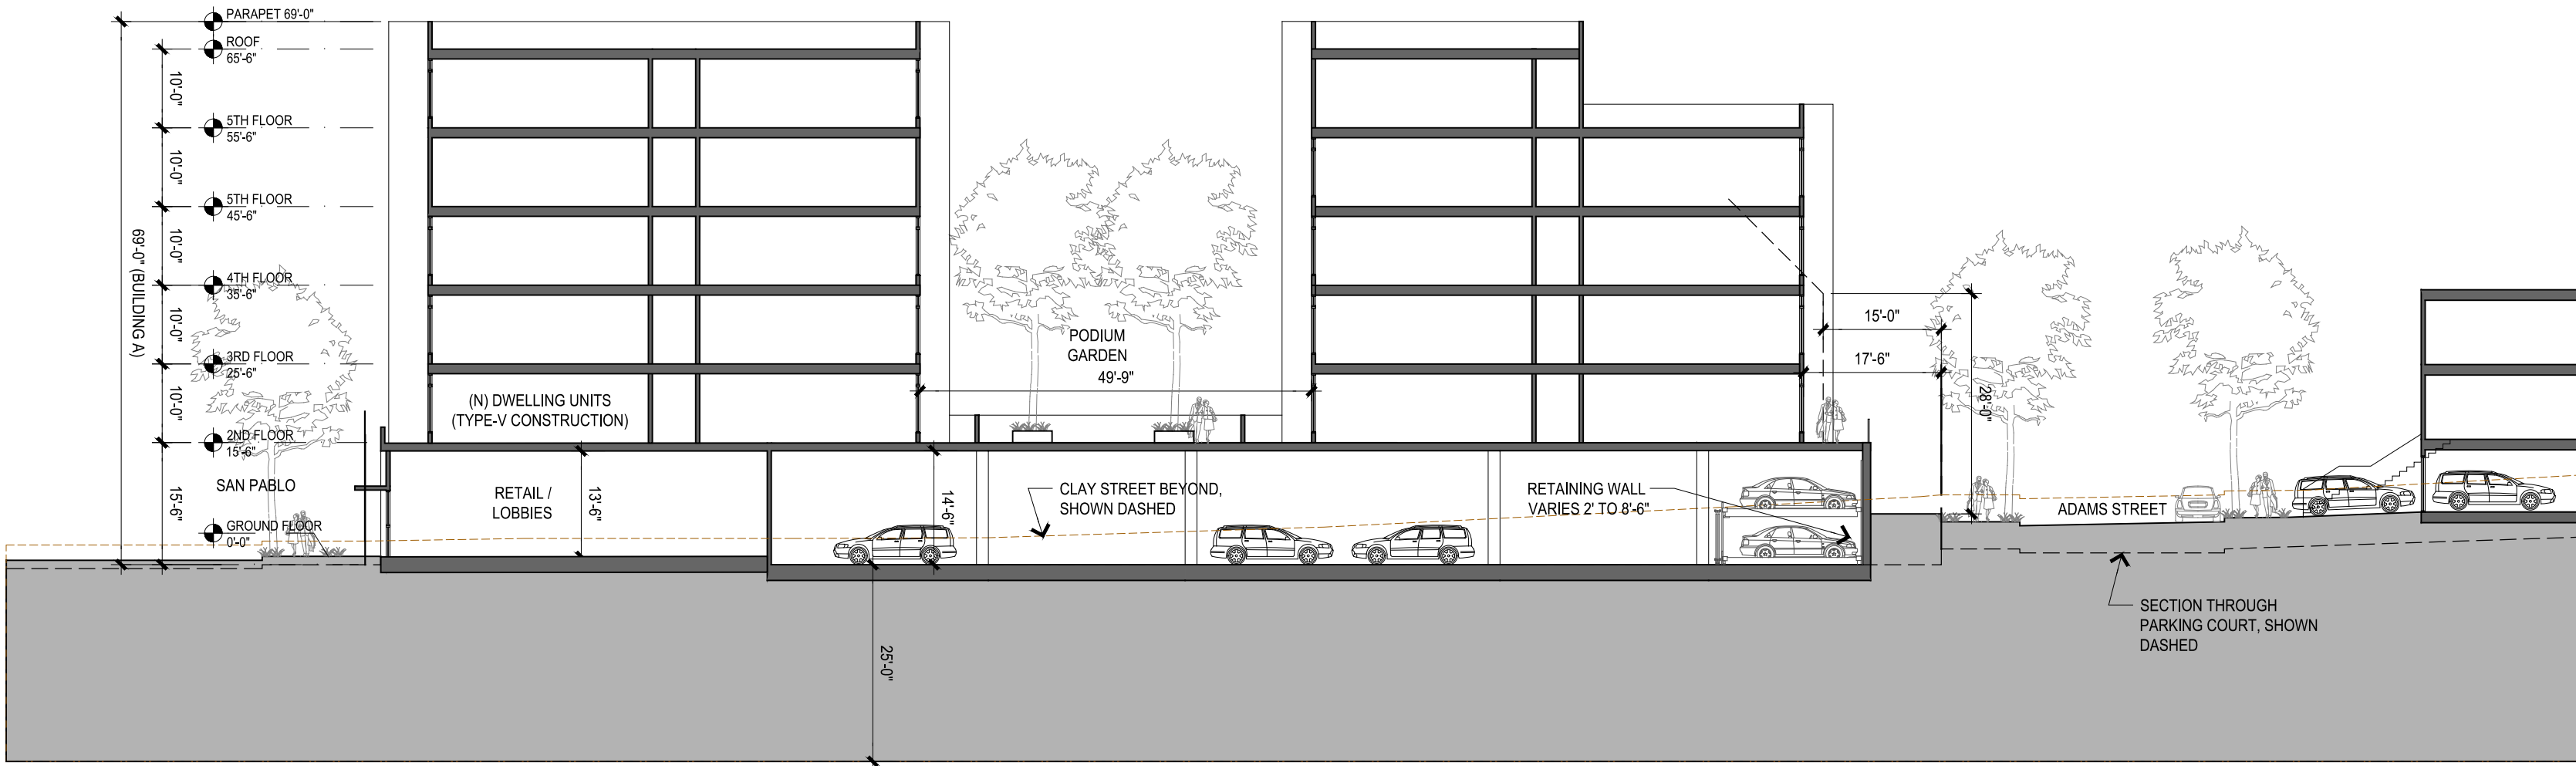 PARAPET 69'-0"
ROOF
65'-6"
10'-0"
5TH FLOOR
55'-6"
10'-0"
5TH FLOOR
45'-6"
10'-0"
69'-0" (BUILDING A)
4TH FLOOR
35'-6"
10'-0"
3RD FLOOR
25'-6"
10'-0"
2ND FLOOR
15'-6"
15'-6"
SAN PABLO
GROUND FLOOR
0'-0"
(N) DWELLING UNITS
(TYPE-V CONSTRUCTION)
RETAIL /
LOBBIES
13'-6"
14'-6"
25'-0"
PODIUM
GARDEN
49'-9"
CLAY STREET BEYOND,
SHOWN DASHED
RETAINING WALL
VARIES 2' TO 8'-6"
15'-0"
17'-6"
28'-0"
ADAMS STREET
SECTION THROUGH
PARKING COURT, SHOWN
DASHED